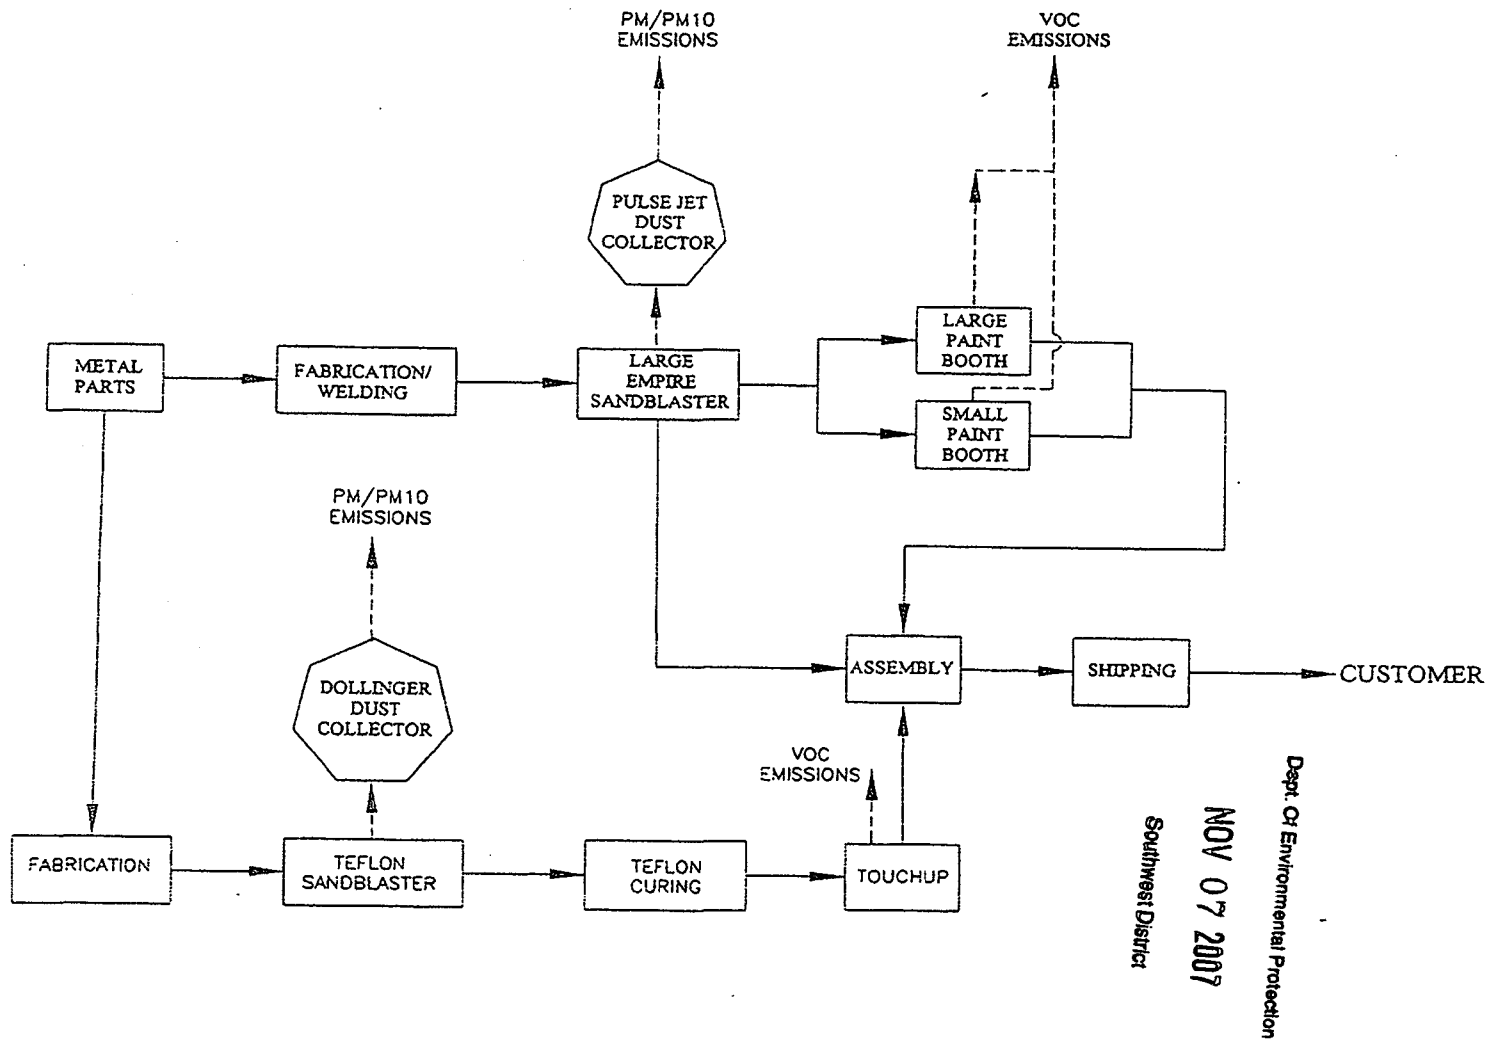 PM/PM10
EMISSIONS
VOC
EMISSIONS
PULSE JET
DUST
COLLECTOR
METAL
PARTS
FABRICATION/
WELDING
LARGE
EMPIRE
SANDBLASTER
LARGE
PAINT
BOOTH
SMALL
PAINT
BOOTH
PM/PM10
EMISSIONS
DOLLINGER
DUST
COLLECTOR
ASSEMBLY
SHIPPING
CUSTOMER
VOC
EMISSIONS
FABRICATION
TEFLON
SANDBLASTER
TEFLON
CURING
TOUCHUP
Dept. Of Environmental Protection
NOV 07 2007
Southwest District